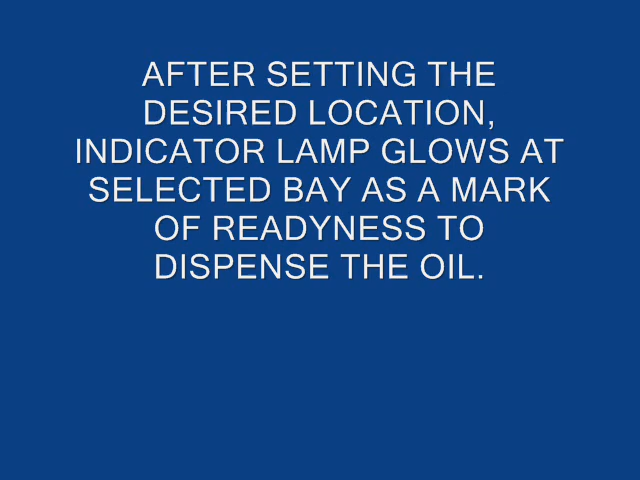 AFTER SETTING THE
DESIRED LOCATION,
INDICATOR LAMP GLOWS AT
SELECTED BAY AS A MARK
OF READYNESS TO
DISPENSE THE OIL.